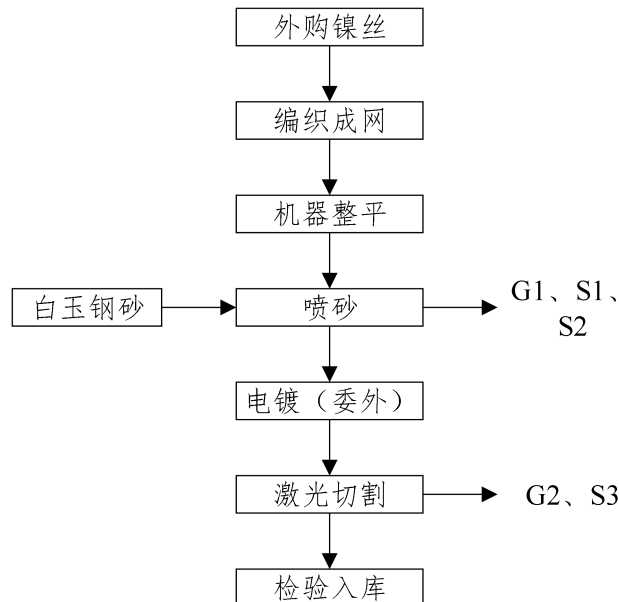 外购镍丝
编织成网
机器整平
白玉钢砂
喷砂
G1、S1、
S2
电镀（委外）
激光切割
G2、S3
检验入库